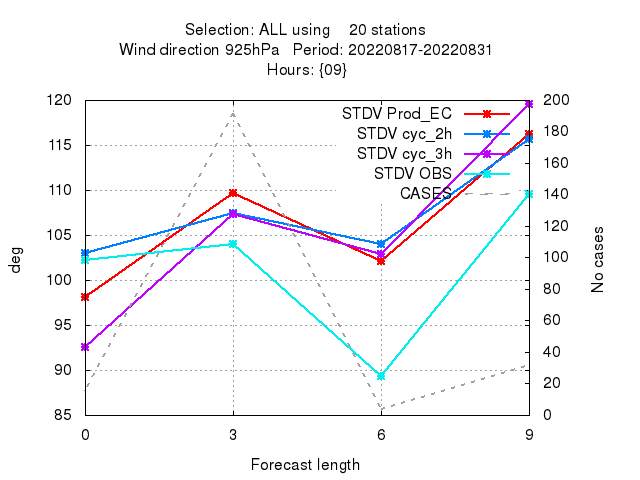 Selection: ALL using 20 stations
Wind direction 925hPa Period: 20220817-20220831
Hours: {09}
STDV Prod_EC
STDV cyc_2h
STDV cyc_3h
STDV OBS
CASES
120
115
110
105
100
95
90
85
deg
200
180
160
140
120
100
80
60
40
20
0
No cases
0 3 6 9
Forecast length